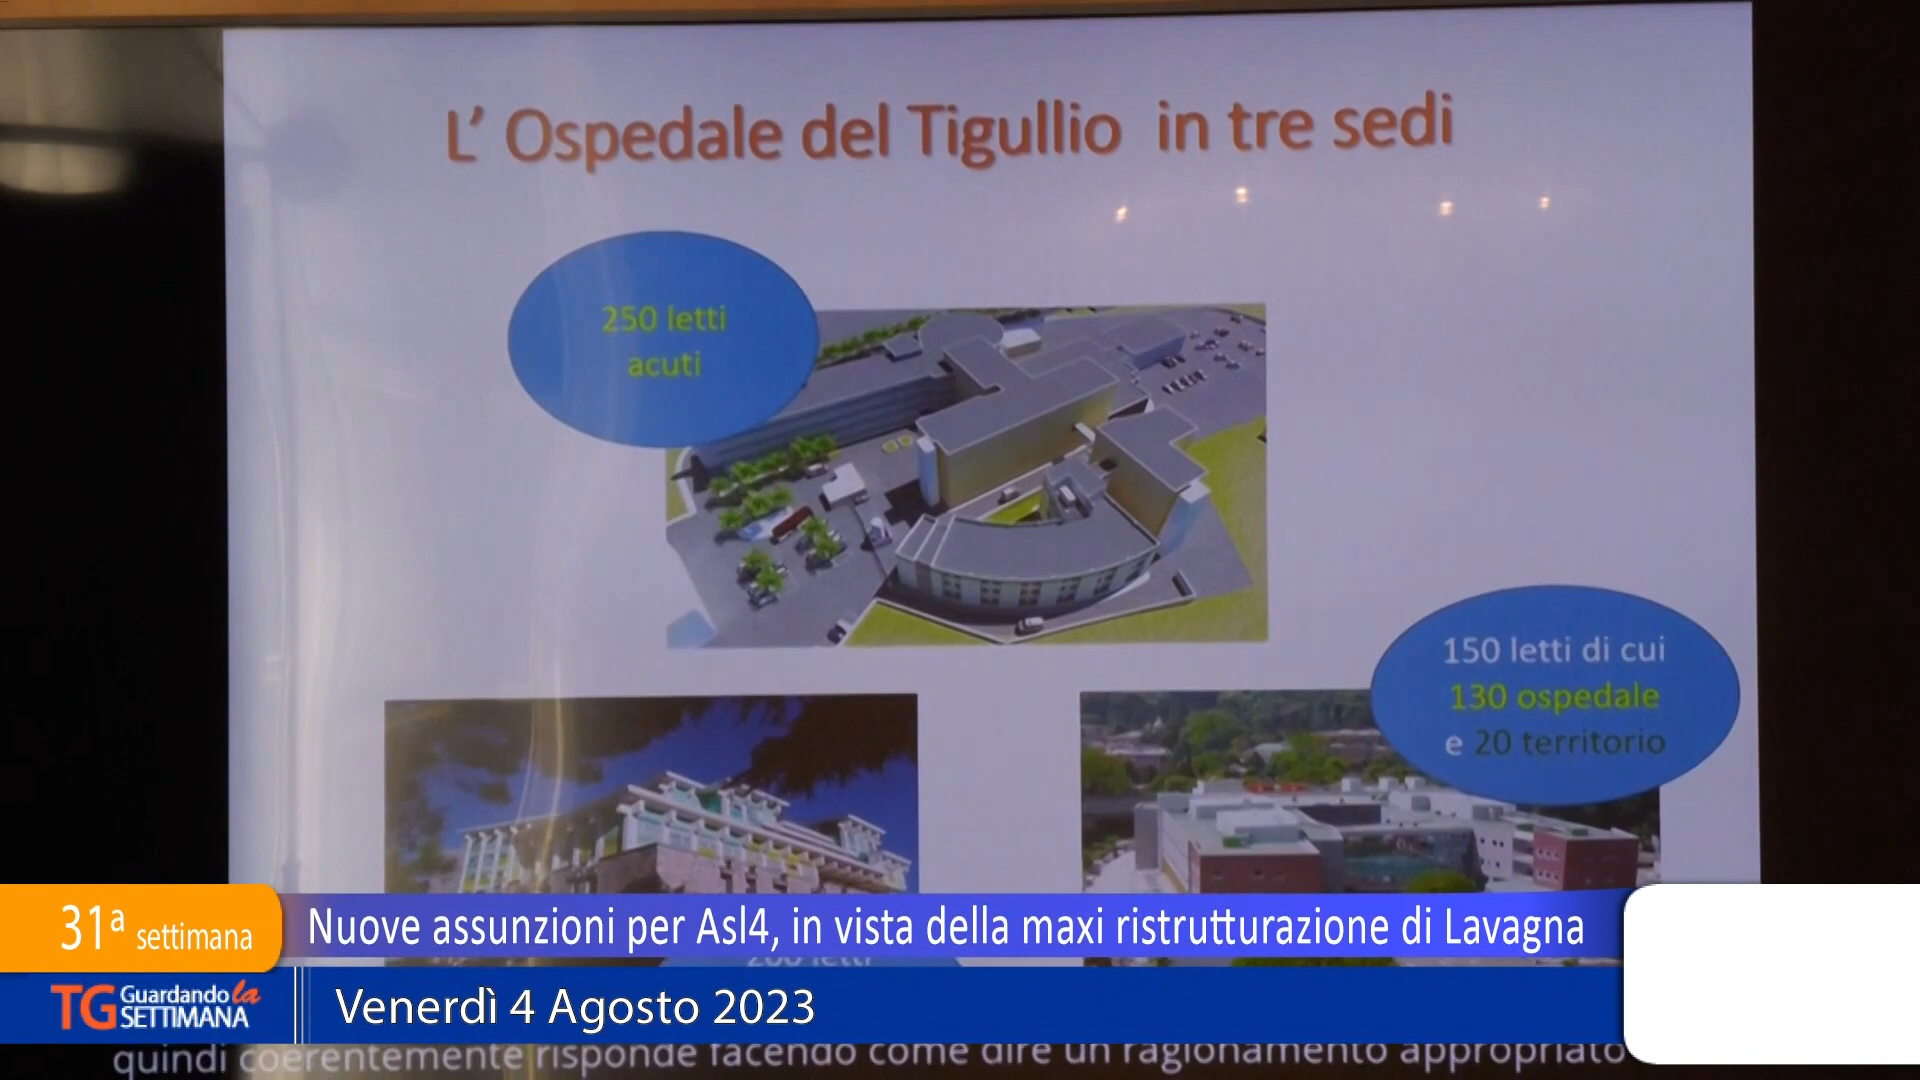 L' Ospedale del Tigullio in tre sedi
250 letti
acuti
150 letti di cui
130 ospedale
e 20 territorio
31ª settimana
Nuove assunzioni per Asl4, in vista della maxi ristrutturazione di Lavagna
letti
TG Guardando la SETTIMANA
Venerdì 4 Agosto 2023
quindi coerentemente risponde facendo come dire un ragionamento appropriato